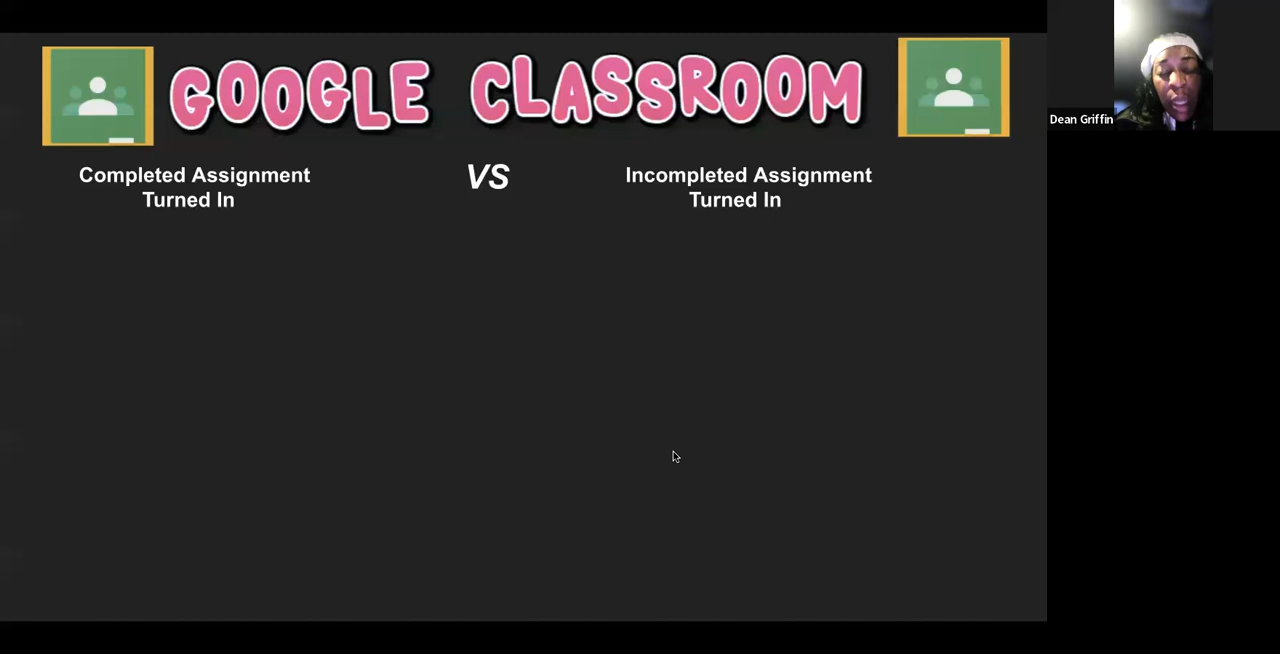 GOOGLE CLASSROOM
Completed Assignment
Turned In
VS
Incompleted Assignment
Turned In
Dean Griffin